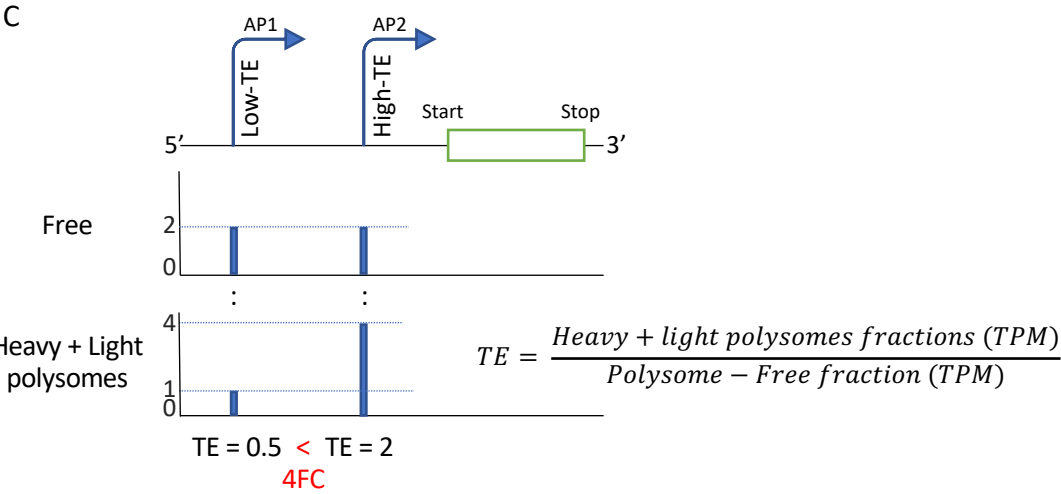 C
AP1 AP2
Low-TE High-TE
Start Stop
5’ 3’
Free
2
0
: :
Heavy + Light
polysomes
4
1
0
TE = Heavy + light polysomes fractions (TPM)
Polysome − Free fraction (TPM)
TE = 0.5 < TE = 2
4FC